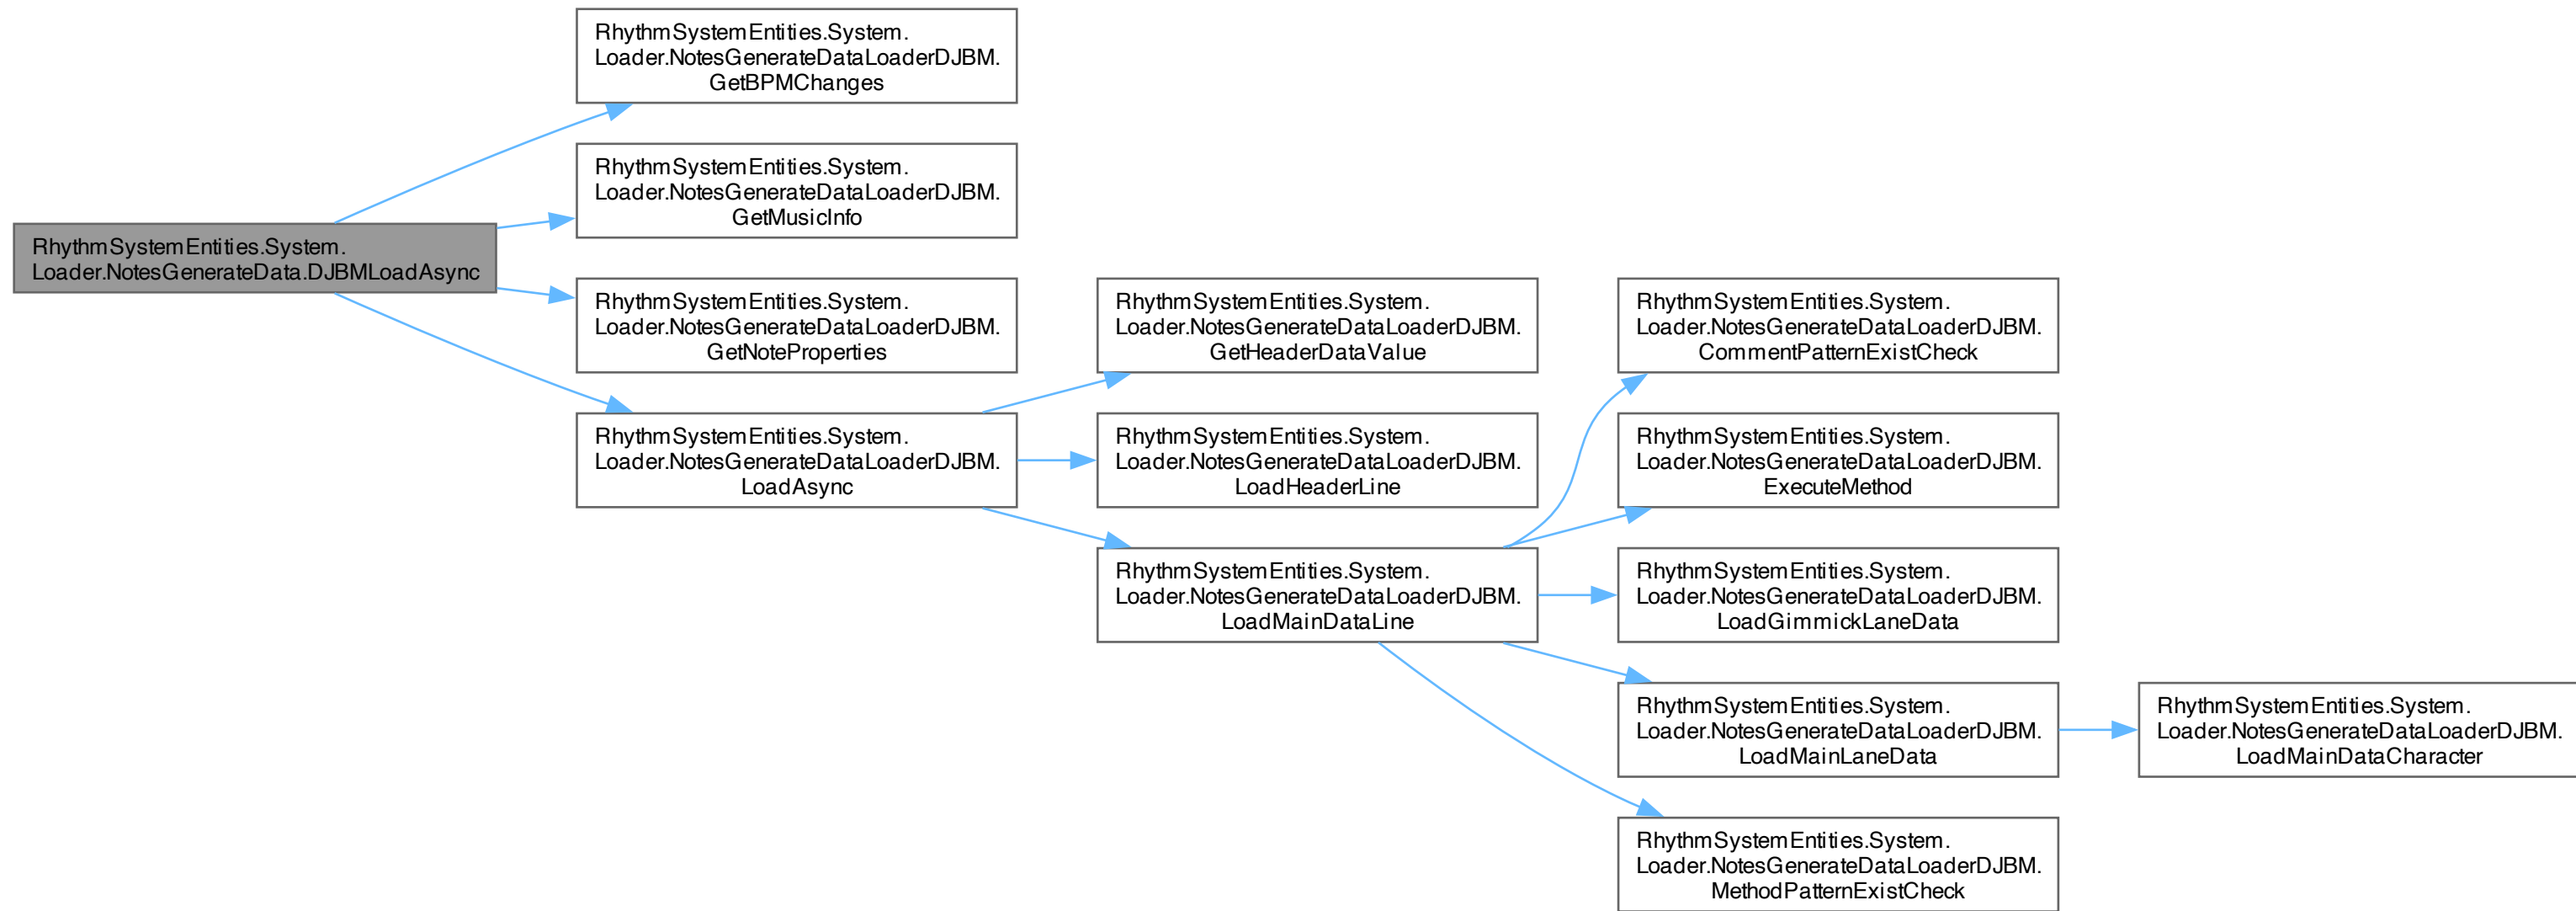 RhythmSystemEntities.System.
Loader.NotesGenerateData.DJBMLoadAsync
RhythmSystemEntities.System.
Loader.NotesGenerateDataLoaderDJBM.
GetBPMChanges
RhythmSystemEntities.System.
Loader.NotesGenerateDataLoaderDJBM.
GetMusicInfo
RhythmSystemEntities.System.
Loader.NotesGenerateDataLoaderDJBM.
GetNoteProperties
RhythmSystemEntities.System.
Loader.NotesGenerateDataLoaderDJBM.
LoadAsync
RhythmSystemEntities.System.
Loader.NotesGenerateDataLoaderDJBM.
GetHeaderDataValue
RhythmSystemEntities.System.
Loader.NotesGenerateDataLoaderDJBM.
LoadHeaderLine
RhythmSystemEntities.System.
Loader.NotesGenerateDataLoaderDJBM.
LoadMainDataLine
RhythmSystemEntities.System.
Loader.NotesGenerateDataLoaderDJBM.
CommentPatternExistCheck
RhythmSystemEntities.System.
Loader.NotesGenerateDataLoaderDJBM.
ExecuteMethod
RhythmSystemEntities.System.
Loader.NotesGenerateDataLoaderDJBM.
LoadGimmickLaneData
RhythmSystemEntities.System.
Loader.NotesGenerateDataLoaderDJBM.
LoadMainLaneData
RhythmSystemEntities.System.
Loader.NotesGenerateDataLoaderDJBM.
MethodPatternExistCheck
RhythmSystemEntities.System.
Loader.NotesGenerateDataLoaderDJBM.
LoadMainDataCharacter